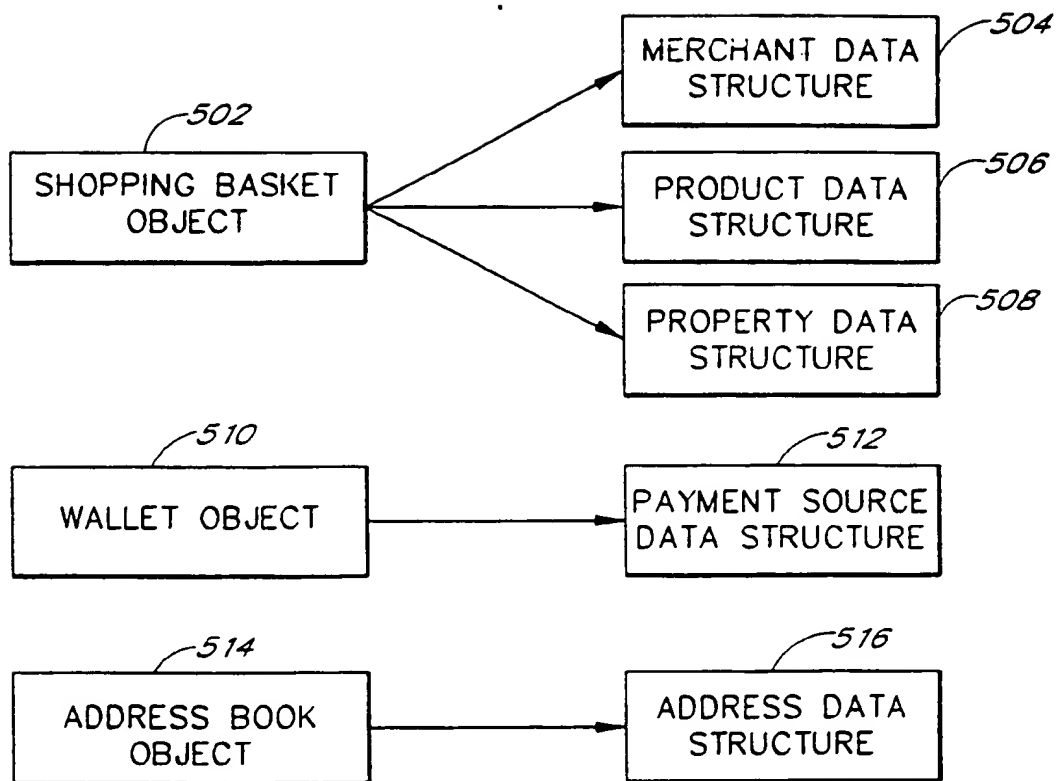 504
MERCHANT DATA
STRUCTURE
502
SHOPPING BASKET
OBJECT
506
PRODUCT DATA
STRUCTURE
508
PROPERTY DATA
STRUCTURE
510
WALLET OBJECT
512
PAYMENT SOURCE
DATA STRUCTURE
514
ADDRESS BOOK
OBJECT
516
ADDRESS DATA
STRUCTURE